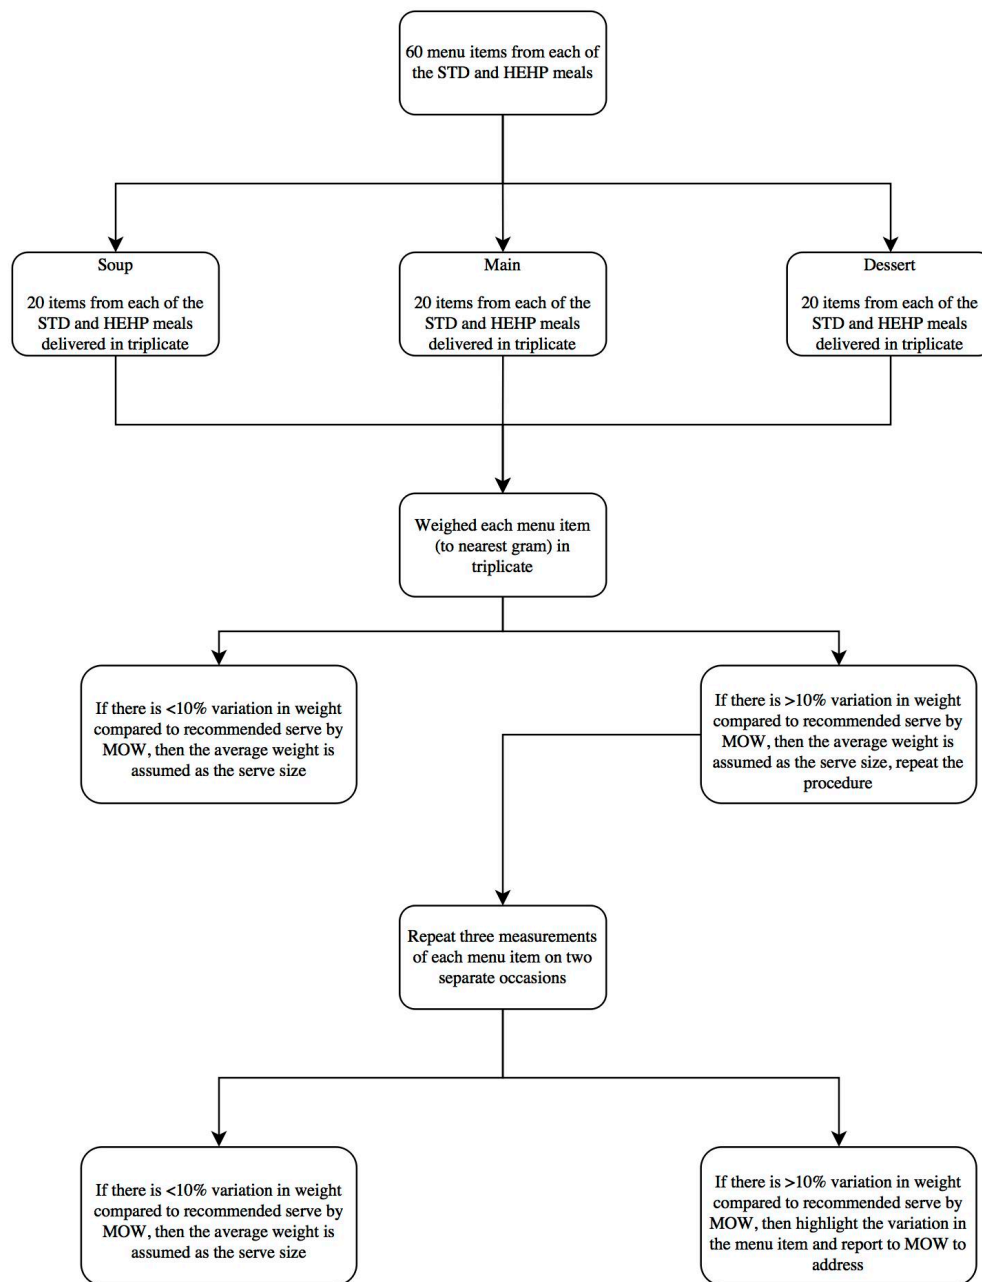 60 menu items from each of
the STD and HEHP meals
Soup
20 items from each of the
STD and HEHP meals
delivered in triplicate
Main
20 items from each of the
STD and HEHP meals
delivered in triplicate
Dessert
20 items from each of the
STD and HEHP meals
delivered in triplicate
Weighed each menu item
(to nearest gram) in
triplicate
If there is <10% variation in weight
compared to recommended serve by
MOW, then the average weight is
assumed as the serve size
If there is >10% variation in weight
compared to recommended serve by
MOW, then the average weight is
assumed as the serve size, repeat the
procedure
Repeat three measurements
of each menu item on two
separate occasions
If there is <10% variation in weight
compared to recommended serve by
MOW, then the average weight is
assumed as the serve size
If there is >10% variation in weight
compared to recommended serve by
MOW, then highlight the variation in
the menu item and report to MOW to
address